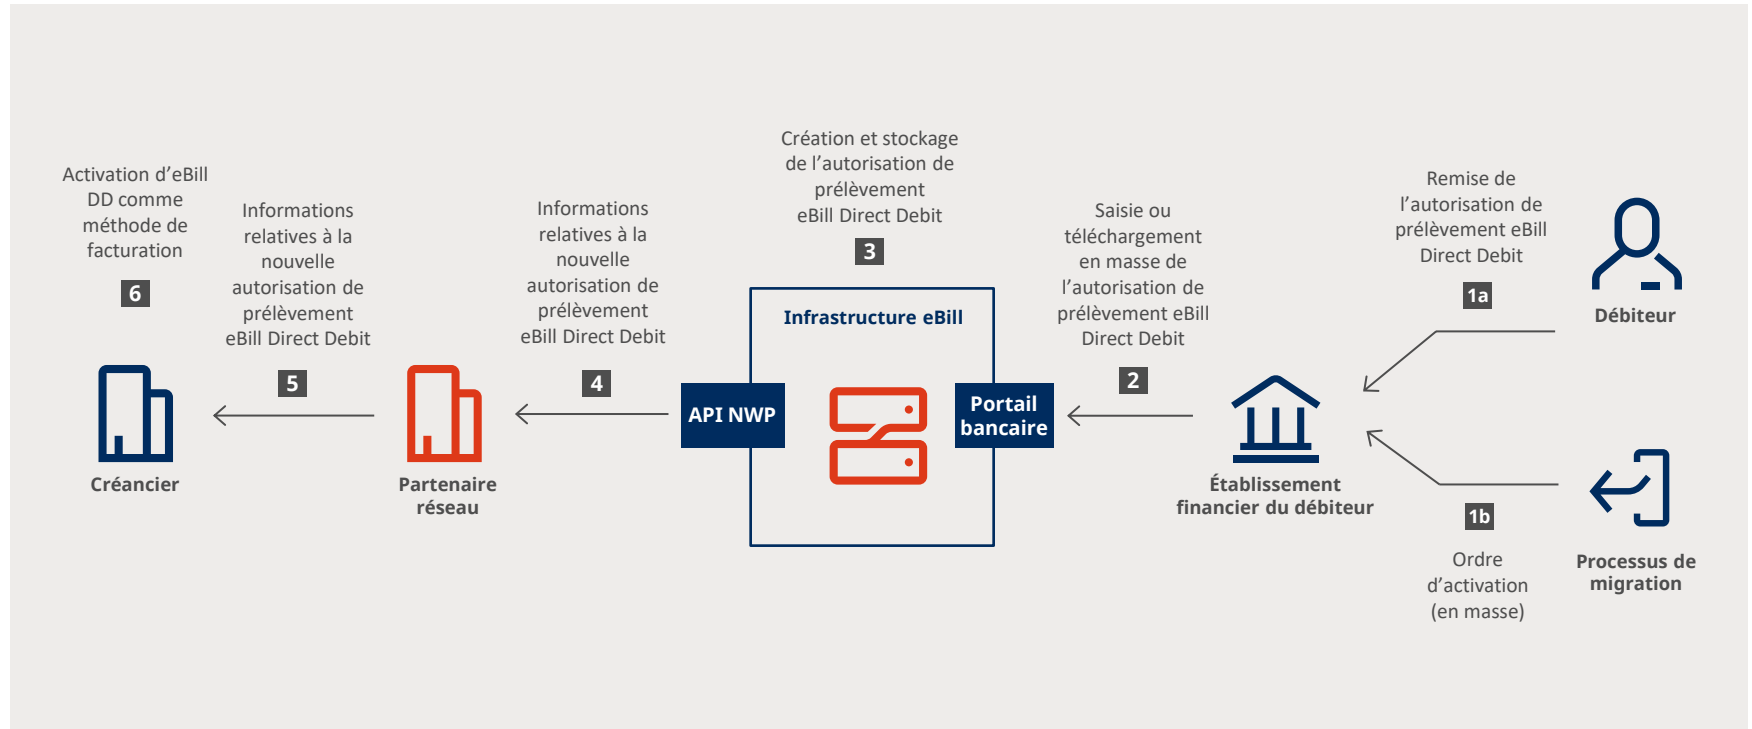 Activation d’eBill
DD comme
méthode de
facturation
6
Créancier
Informations
relatives à la
nouvelle
autorisation de
prélèvement
eBill Direct Debit
5
Partenaire
réseau
Informations
relatives à la
nouvelle
autorisation de
prélèvement
eBill Direct Debit
4
Création et stockage
de l’autorisation de
prélèvement
eBill Direct Debit
3
Infrastructure eBill
API NWP
Portail
bancaire
Saisie ou
téléchargement
en masse de
l’autorisation de
prélèvement eBill
Direct Debit
2
Établissement
financier du débiteur
Remise de
l’autorisation de
prélèvement eBill
Direct Debit
1a
Débiteur
1b
Ordre
d’activation
(en masse)
Processus de
migration